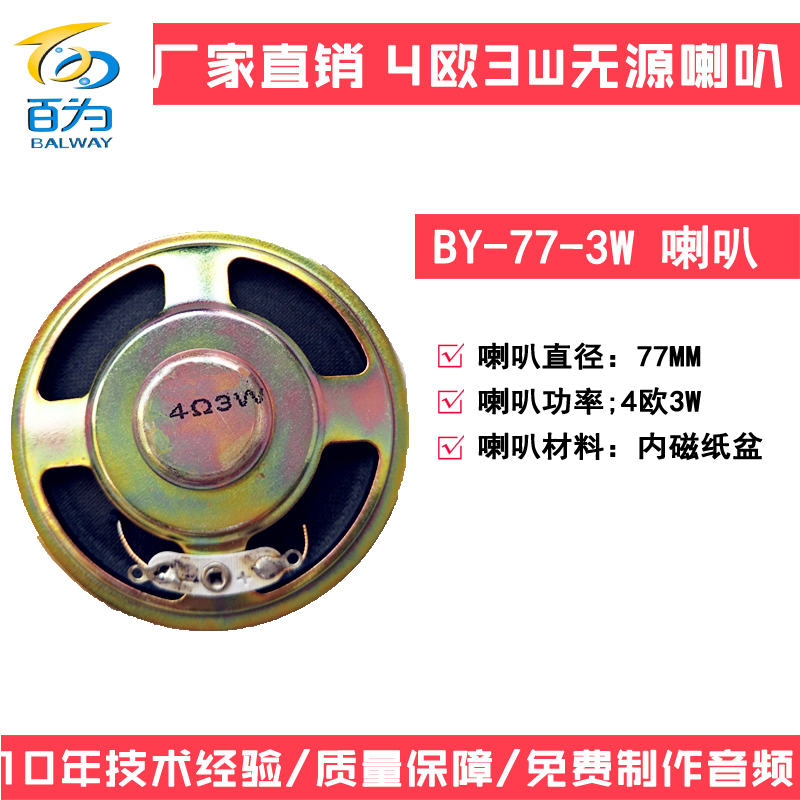 厂家直销 4欧3W无源喇叭
百为
BALWAY
BY-77-3W 喇叭
喇叭直径：77MM
喇叭功率;4欧3W
喇叭材料：内磁纸盆
4Ω3W
+
10年技术经验/质量保障/免费制作音频